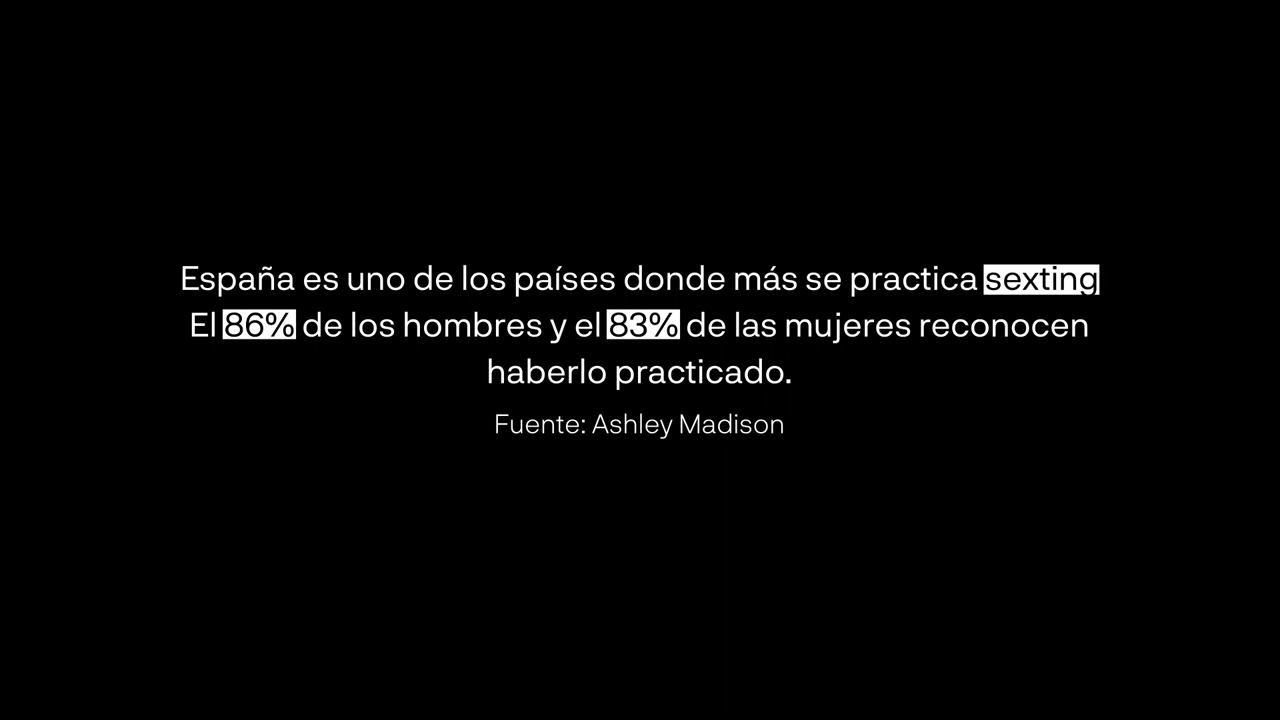 España es uno de los países donde más se practica sexting
El 86% de los hombres y el 83% de las mujeres reconocen
haberlo practicado.
Fuente: Ashley Madison